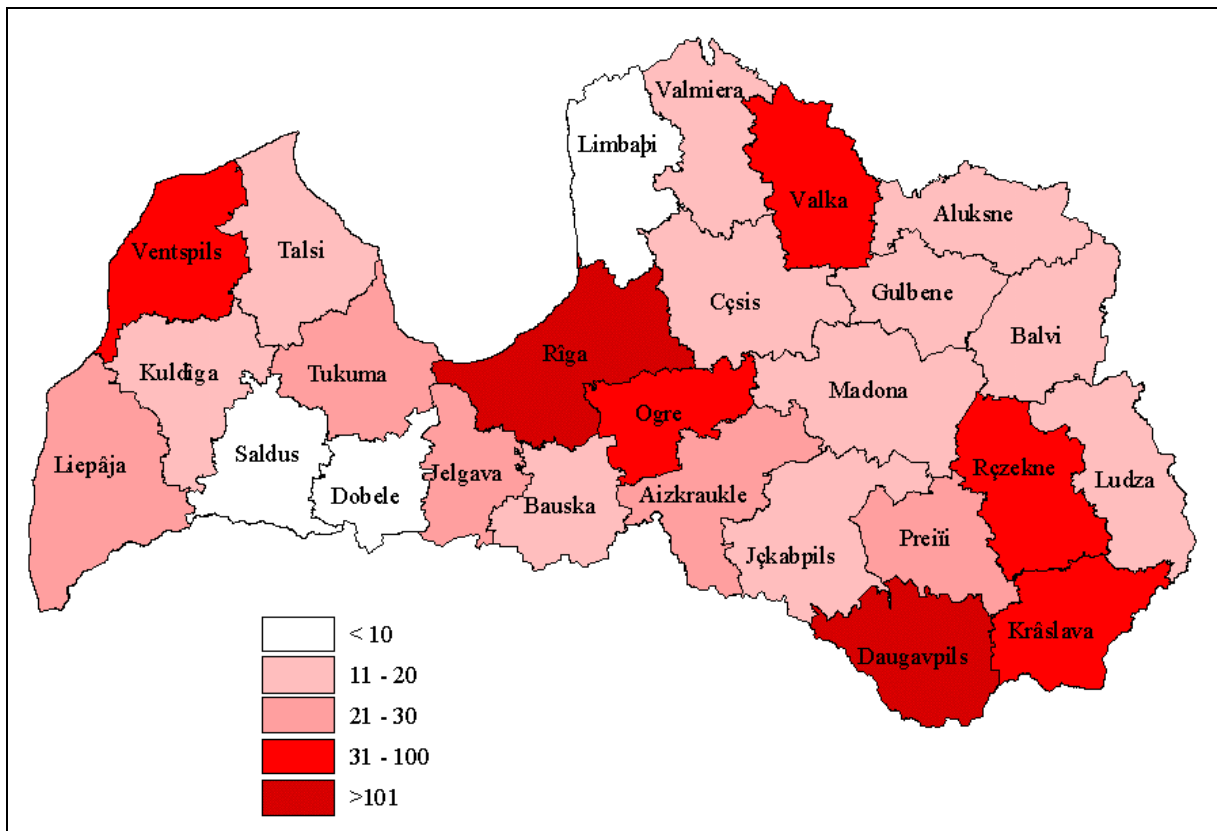 Valmiera
Limbaþi
Valka
Aluksne
Ventspils
Talsi
Cçsis
Gulbene
Balvi
Rîga
Kuldîga
Tukuma
Madona
Ogre
Saldus
Liepâja
Jelgava
Rçzekne
Ludza
Dobele
Bauska
Aizkraukle
Preiïi
Jçkabpils
Krâslava
Daugavpils
< 10
11 - 20
21 - 30
31 - 100
>101